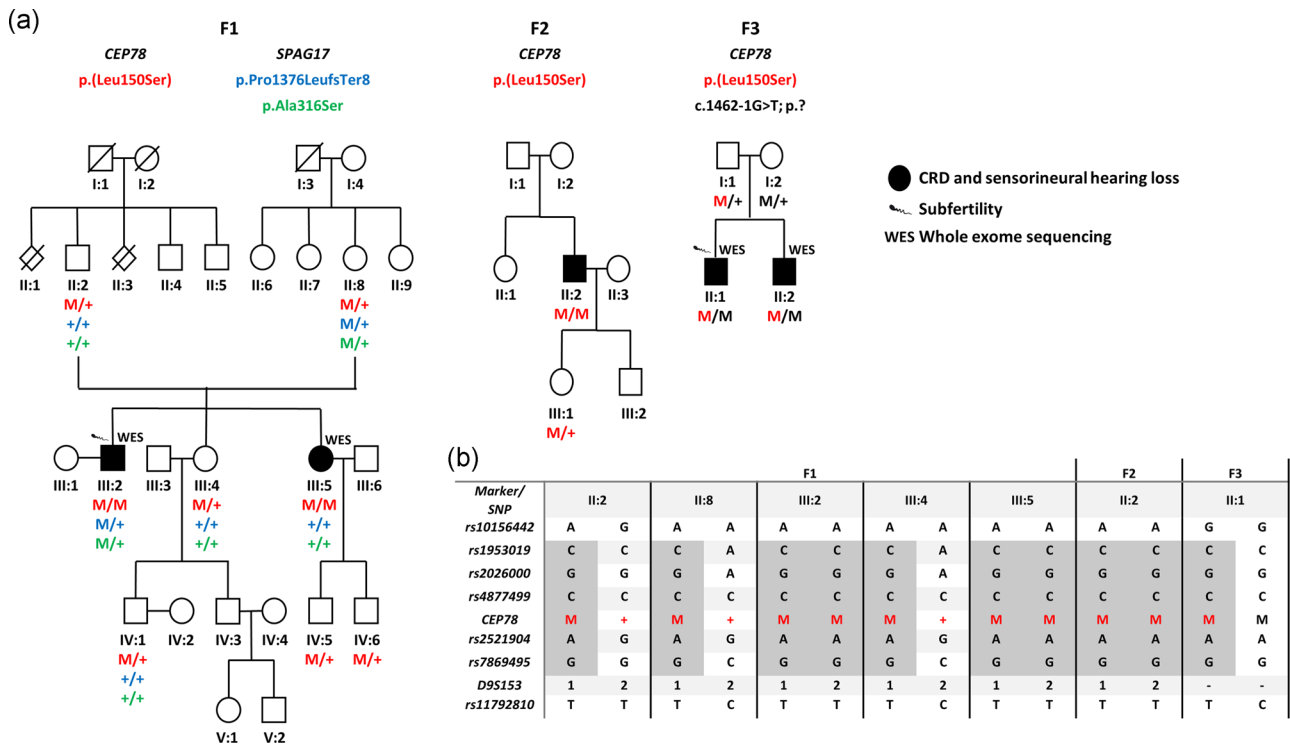 (a)
F1
CEP78
SPAG17
p.(Leu150Ser)
p.Pro1376LeufsTer8
p.Ala316Ser
I:1 I:2 I:3 I:4
II:1 II:2 II:3 II:4 II:5 II:6 II:7 II:8 II:9
M/+ M/+
+/+ M/+
+/+ M/+
WES WES
III:1 III:2 III:3 III:4 III:5 III:6
M/M M/+ M/M
M/+ +/+ +/+
M/+ +/+ +/+
IV:1 IV:2 IV:3 IV:4 IV:5 IV:6
M/+ M/+ M/+
+/+
+/+
V:1 V:2
F2
CEP78
p.(Leu150Ser)
I:1 I:2
II:1 II:2 II:3
M/M
III:1 III:2
M/+
F3
CEP78
p.(Leu150Ser)
c.1462-1G>T; p.?
I:1 I:2
M/+ M/+
WES WES
II:1 II:2
M/M M/M
CRD and sensorineural hearing loss
Subfertility
WES Whole exome sequencing
(b)
F1 F2 F3
Marker/
SNP II:2 II:8 III:2 III:4 III:5 II:2 II:1
rs10156442 A G A A A A A A A A A A G G
rs1953019 C C C A C C C A C C C C C C
rs2026000 G G G A G G G A G G G G G G
rs4877499 C C C C C C C C C C C C C C
CEP78 M + M + M M M + M M M M M M
rs2521904 A G A G A A A G A A A A A A
rs7869495 G G G C G G G C G G G G G G
D9S153 1 2 1 2 1 2 1 2 1 2 1 2 - -
rs11792810 T T T C T T T C T T T T T C